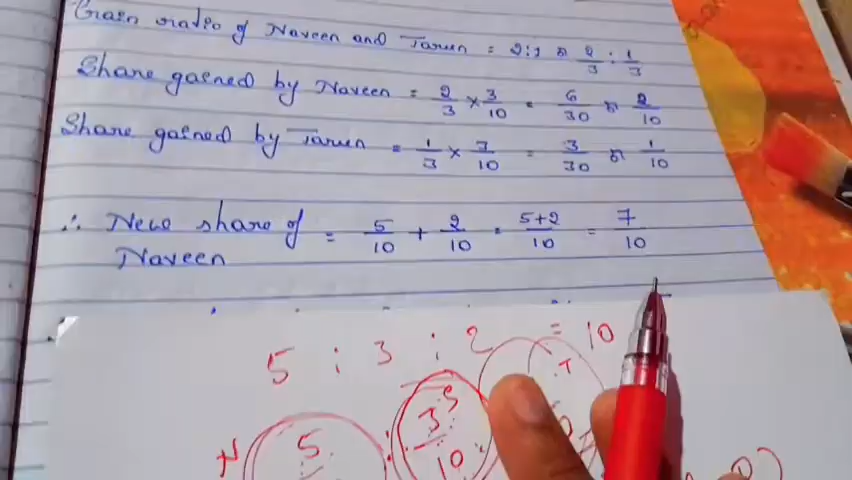 Gain ratio of Naveen and Tarun = 2:1 or 2/3 : 1/3
Share gained by Naveen = 2/3 × 3/10 = 6/30 or 2/10
Share gained by Tarun = 1/3 × 3/10 = 3/30 or 1/10
∴ New share of Naveen = 5/10 + 2/10 = 5+2/10 = 7/10
5 : 3 : 2 = 10
N 5 : 3/10 S T